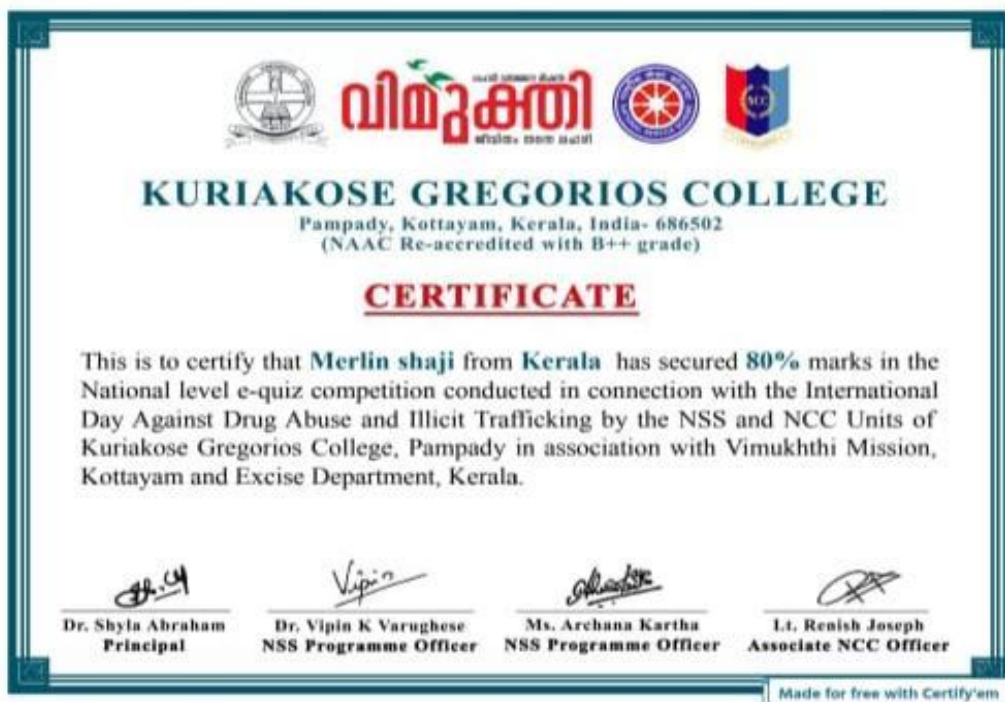 വിമുക്തി
NCC
KURIAKOSE GREGORIOS COLLEGE
Pampady, Kottayam, Kerala, India- 686502
(NAAC Re-accredited with B++ grade)
CERTIFICATE
This is to certify that Merlin shaji from Kerala has secured 80% marks in the
National level e-quiz competition conducted in connection with the International
Day Against Drug Abuse and Illicit Trafficking by the NSS and NCC Units of
Kuriakose Gregorios College, Pampady in association with Vimukhthi Mission,
Kottayam and Excise Department, Kerala.
Vipin
Dr. Shyla Abraham
Principal
Dr. Vipin K Varughese
NSS Programme Officer
Ms. Archana Kartha
NSS Programme Officer
Lt. Renish Joseph
Associate NCC Officer
Made for free with Certify'em